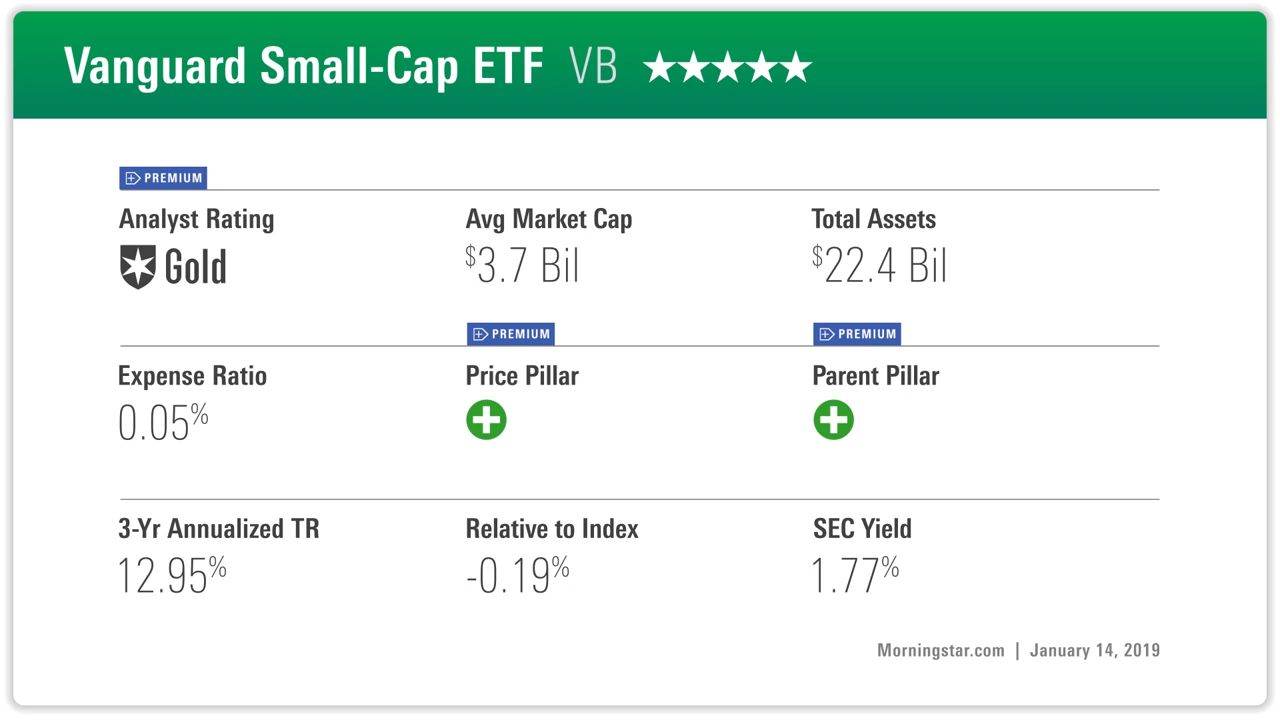 Vanguard Small-Cap ETF VB ★★★★★
PREMIUM
Analyst Rating Avg Market Cap Total Assets
Gold $3.7 Bil $22.4 Bil
PREMIUM PREMIUM
Expense Ratio Price Pillar Parent Pillar
0.05%
3-Yr Annualized TR Relative to Index SEC Yield
12.95% -0.19% 1.77%
Morningstar.com | January 14, 2019